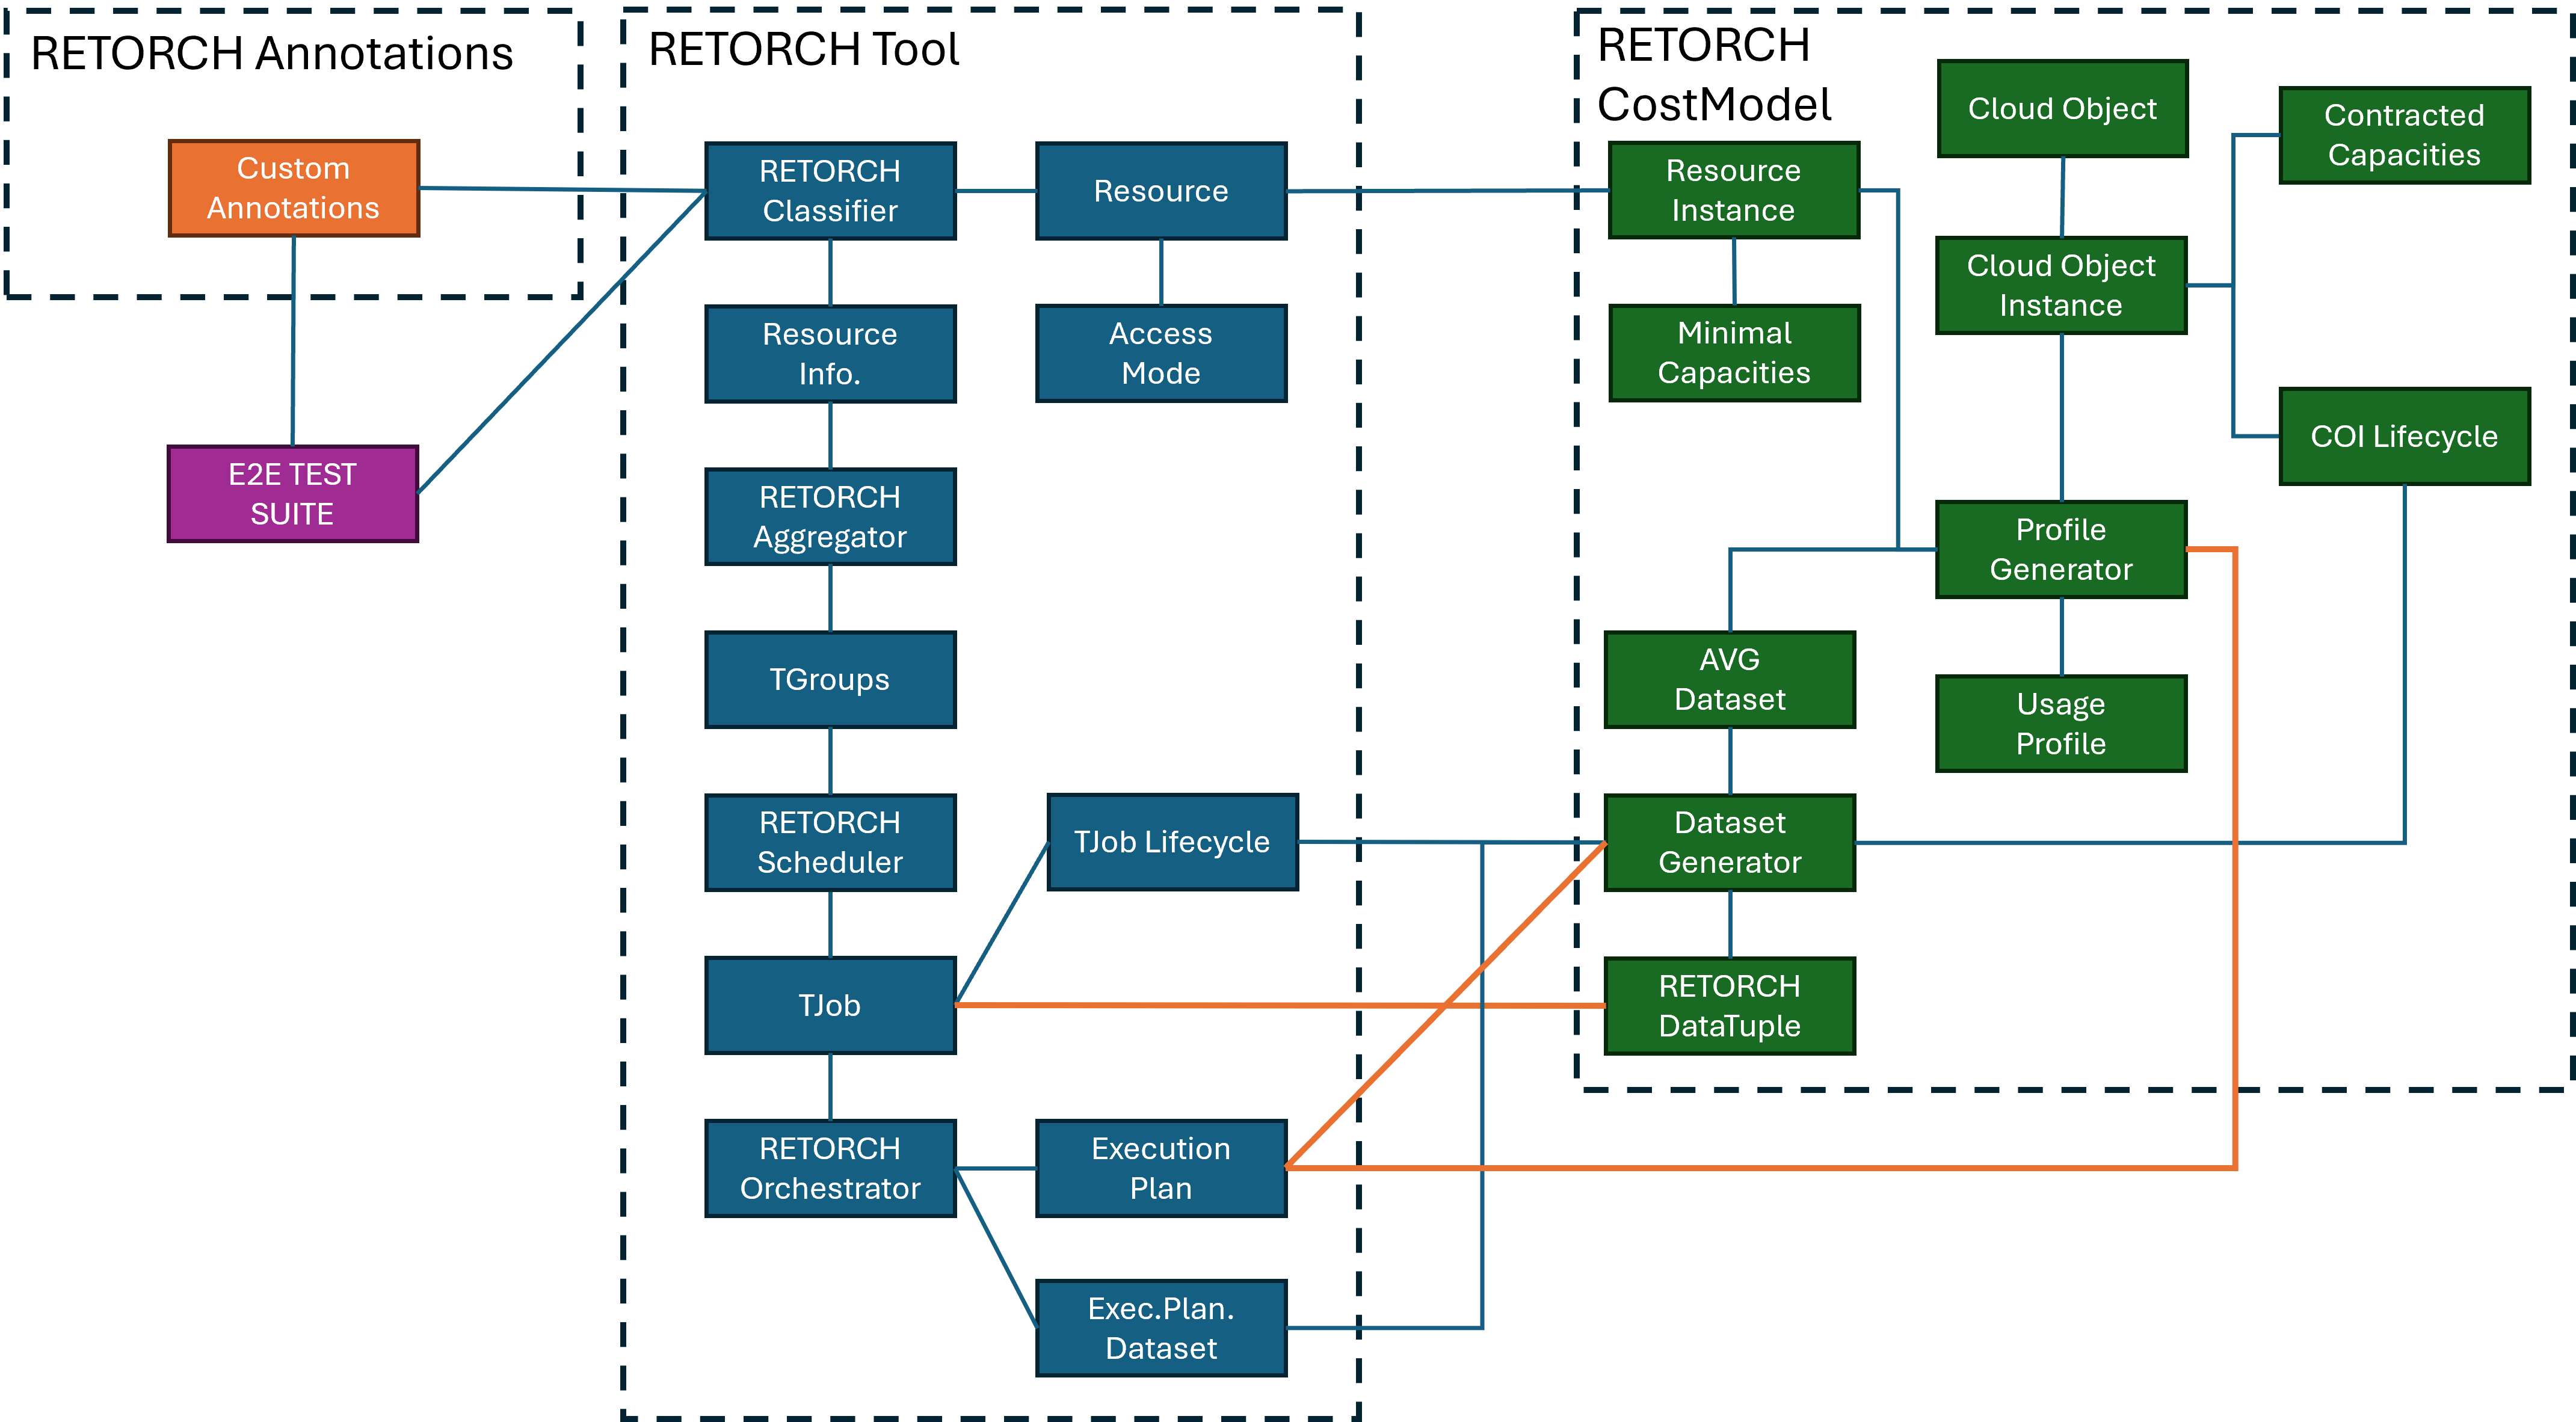 RETORCH Annotations
Custom
Annotations
E2E TEST
SUITE
RETORCH Tool
RETORCH
Classifier
Resource
Resource
Info.
Access
Mode
RETORCH
Aggregator
TGroups
RETORCH
Scheduler
TJob Lifecycle
TJob
RETORCH
Orchestrator
Execution
Plan
Exec.Plan.
Dataset
RETORCH
CostModel
Cloud Object
Contracted
Capacities
Resource
Instance
Cloud Object
Instance
Minimal
Capacities
COI Lifecycle
Profile
Generator
AVG
Dataset
Usage
Profile
Dataset
Generator
RETORCH
DataTuple